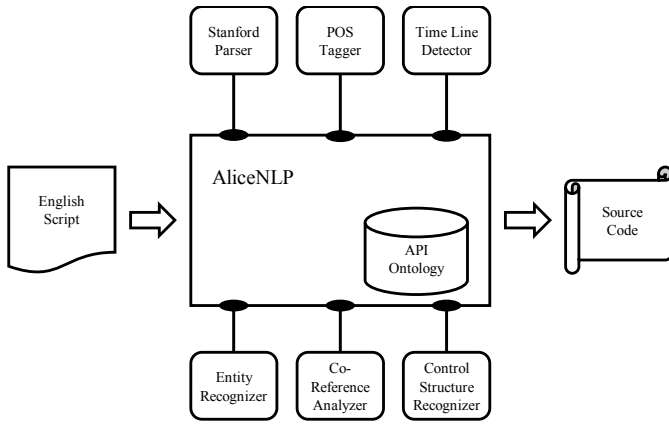 Stanford
Parser
POS
Tagger
Time Line
Detector
English
Script
AliceNLP
API
Ontology
Source
Code
Entity
Recognizer
Co-
Reference
Analyzer
Control
Structure
Recognizer